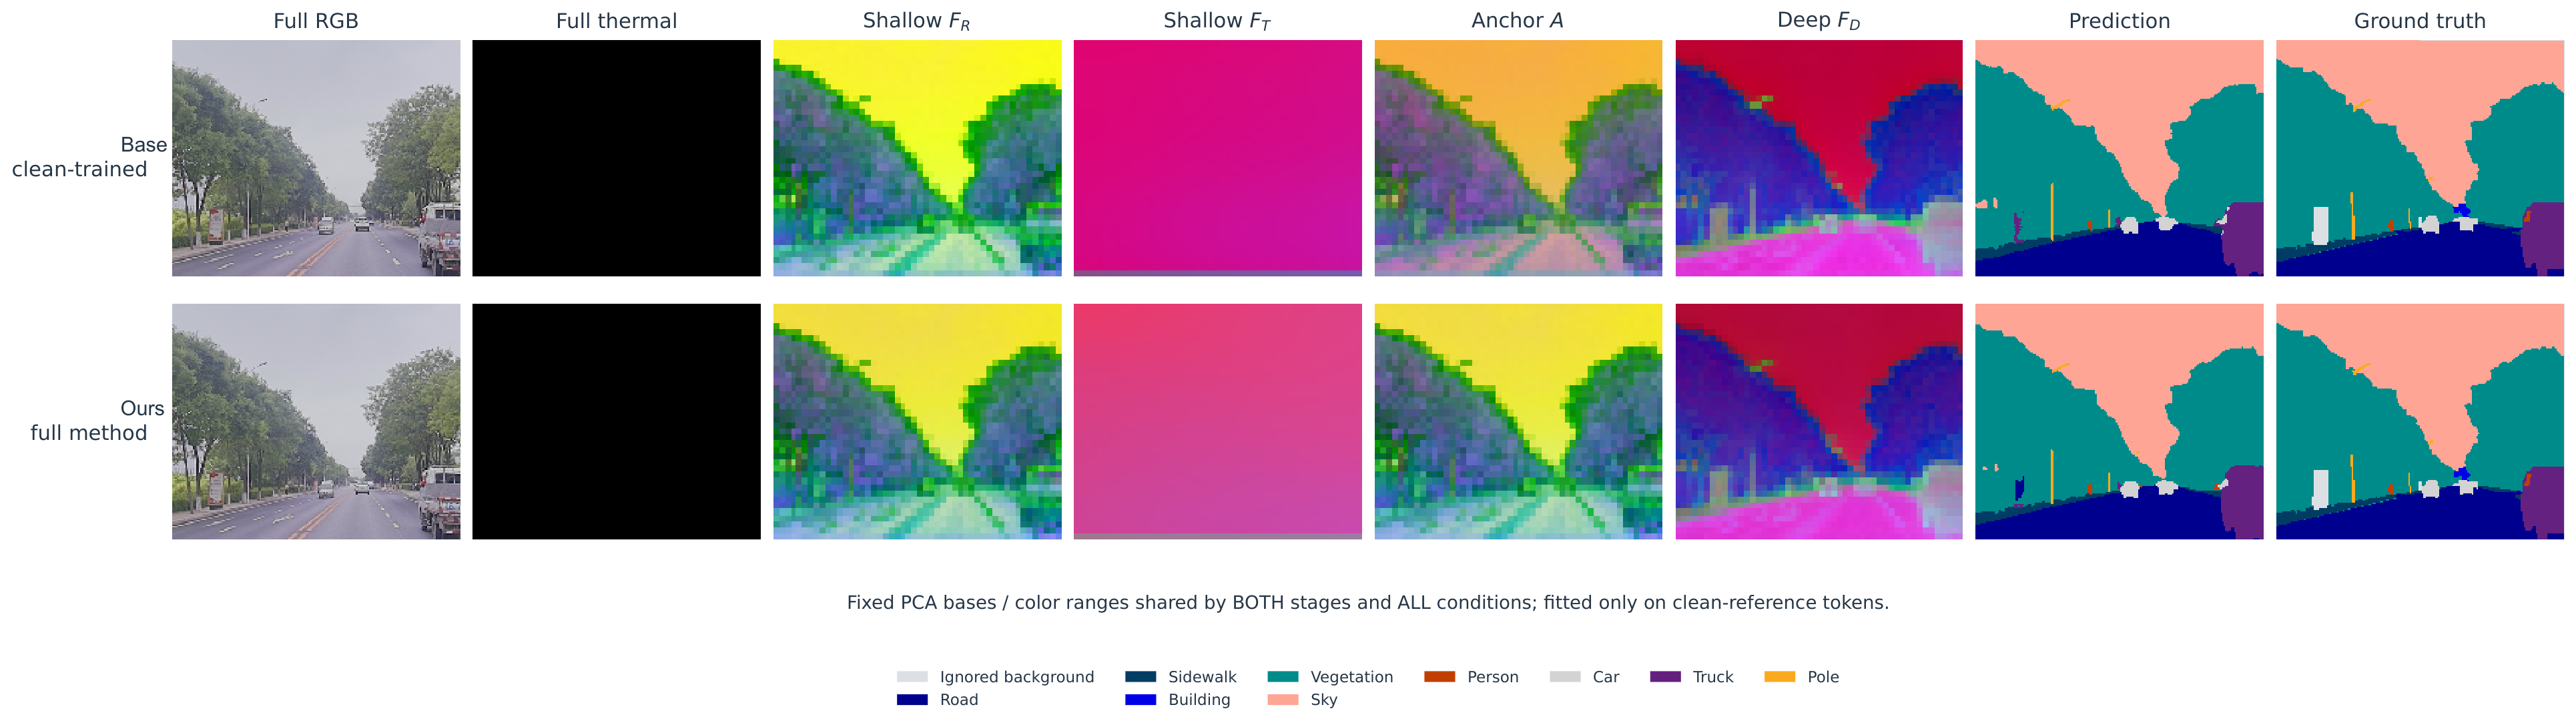 Full RGB
Full thermal
Shallow F_R
Shallow F_T
Anchor A
Deep F_D
Prediction
Ground truth
Base
clean-trained
Ours
full method
Fixed PCA bases / color ranges shared by BOTH stages and ALL conditions; fitted only on clean-reference tokens.
Ignored background
Sidewalk
Vegetation
Person
Car
Truck
Pole
Road
Building
Sky